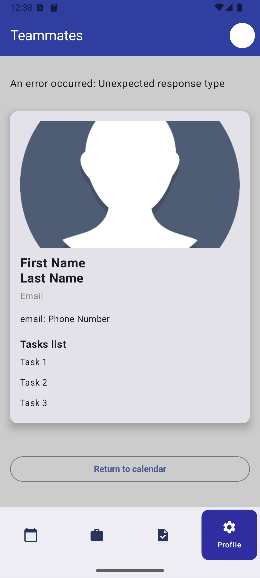 12:38
Teammates
An error occurred: Unexpected response type
First Name
Last Name
Email
email: Phone Number
Tasks list
Task 1
Task 2
Task 3
Return to calendar
Profile